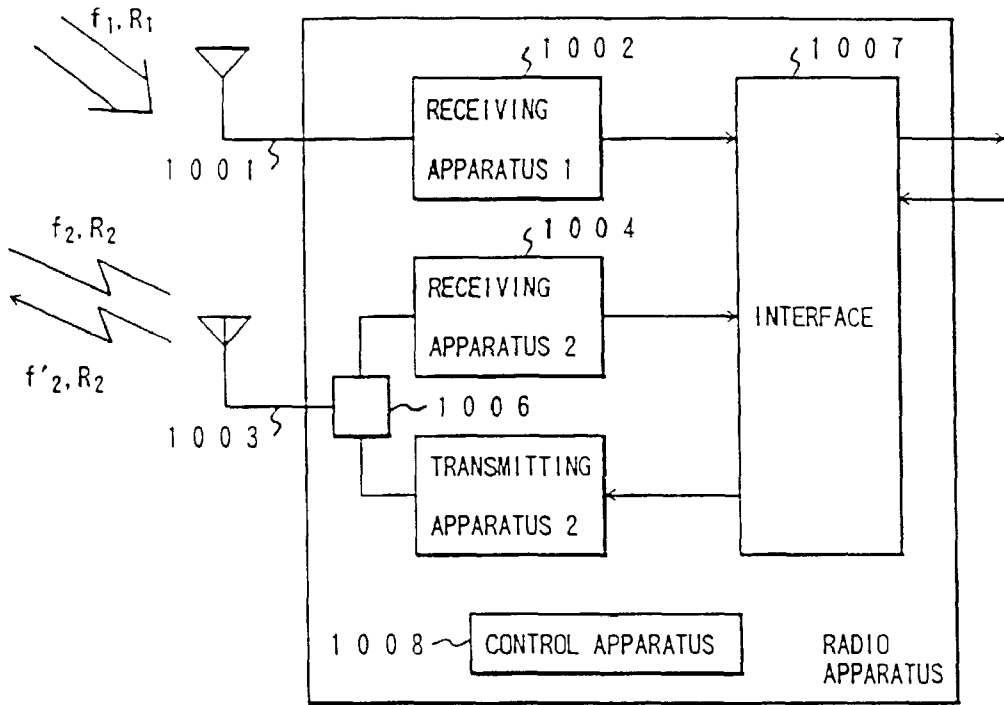 f1, R1
1002
1007
RECEIVING
APPARATUS 1
1001
f2, R2
1004
RECEIVING
APPARATUS 2
INTERFACE
f'2, R2
1006
1003
TRANSMITTING
APPARATUS 2
1008
CONTROL APPARATUS
RADIO
APPARATUS